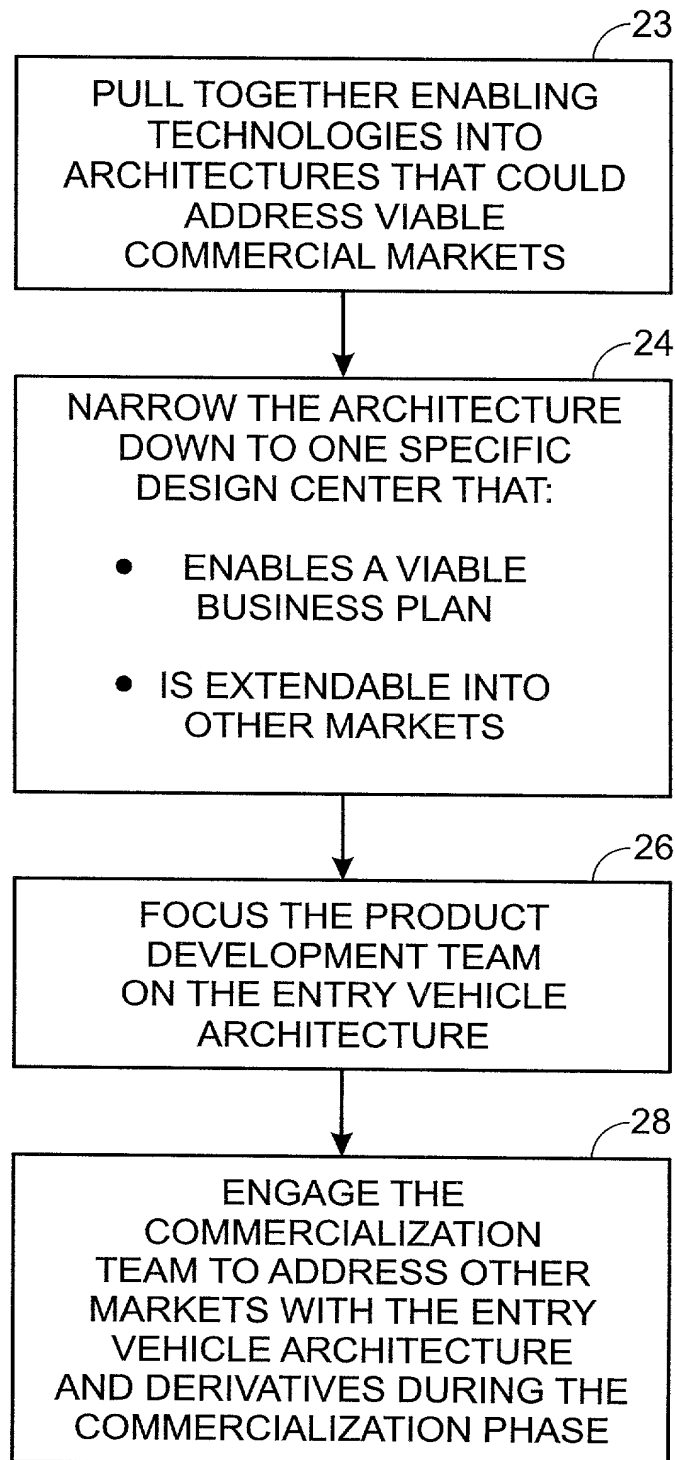 23
PULL TOGETHER ENABLING
TECHNOLOGIES INTO
ARCHITECTURES THAT COULD
ADDRESS VIABLE
COMMERCIAL MARKETS
24
NARROW THE ARCHITECTURE
DOWN TO ONE SPECIFIC
DESIGN CENTER THAT:
• ENABLES A VIABLE
BUSINESS PLAN
• IS EXTENDABLE INTO
OTHER MARKETS
26
FOCUS THE PRODUCT
DEVELOPMENT TEAM
ON THE ENTRY VEHICLE
ARCHITECTURE
28
ENGAGE THE
COMMERCIALIZATION
TEAM TO ADDRESS OTHER
MARKETS WITH THE ENTRY
VEHICLE ARCHITECTURE
AND DERIVATIVES DURING THE
COMMERCIALIZATION PHASE